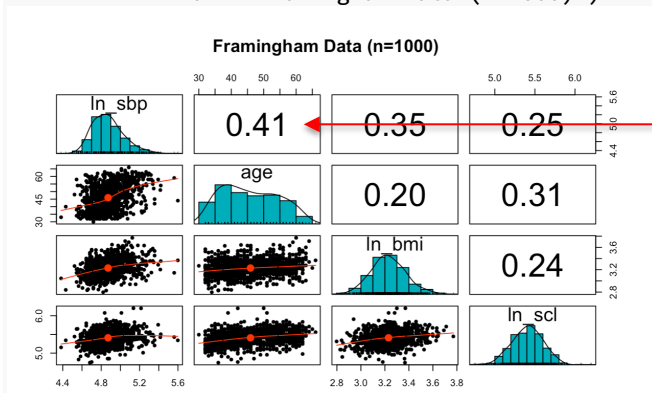 Framingham Data (n=1000)
30 40 50 60
5.0 5.5 6.0
ln_sbp
0.41
0.35
0.25
4.4 5.0 5.6
30 45 60
age
0.20
0.31
ln_bmi
0.24
2.8 3.2 3.6
5.0 6.0
ln_scl
4.4 4.8 5.2 5.6
2.8 3.0 3.2 3.4 3.6 3.8